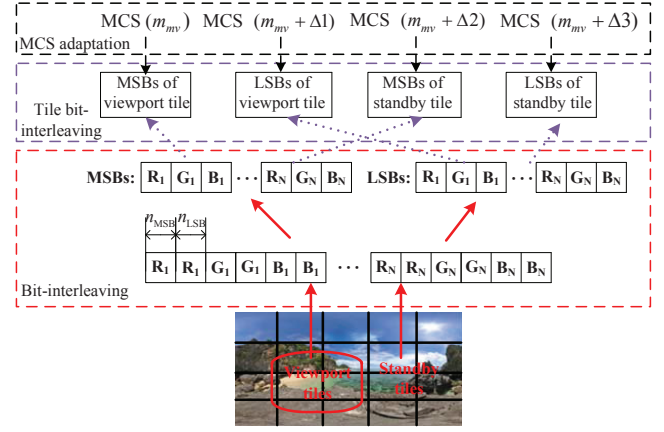 MCS (m_mv) MCS (m_mv + Δ1) MCS (m_mv + Δ2) MCS (m_mv + Δ3)
MCS adaptation
MSBs of viewport tile
LSBs of viewport tile
MSBs of standby tile
LSBs of standby tile
Tile bit-interleaving
MSBs: R1 G1 B1 ··· RN GN BN LSBs: R1 G1 B1 ··· RN GN BN
n_MSB n_LSB
R1 R1 G1 G1 B1 B1 ··· RN RN GN GN BN BN
Bit-interleaving
Viewport tiles
Standby tiles